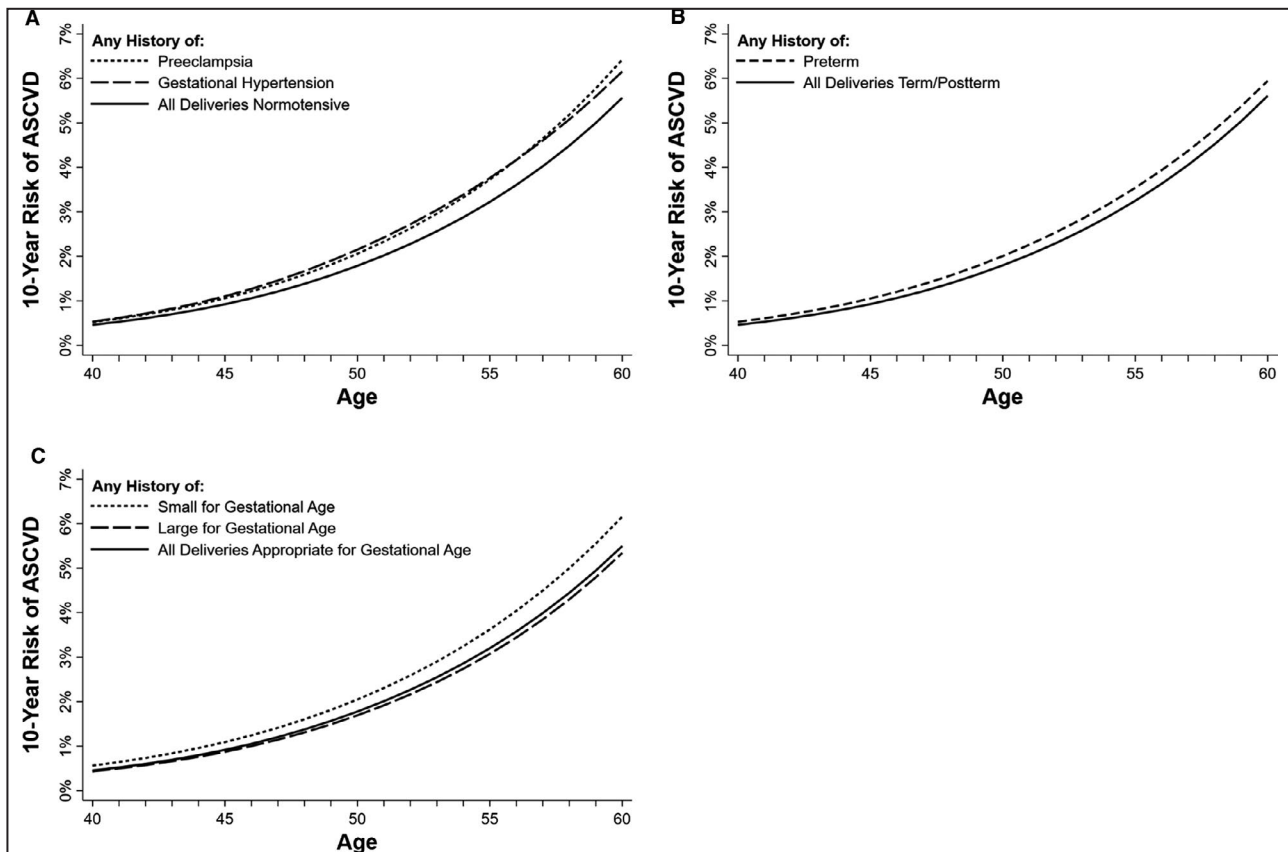 A
Any History of:
Preeclampsia
Gestational Hypertension
All Deliveries Normotensive
10-Year Risk of ASCVD
7%
6%
5%
4%
3%
2%
1%
0%
40 45 50 55 60
Age
B
Any History of:
Preterm
All Deliveries Term/Postterm
10-Year Risk of ASCVD
7%
6%
5%
4%
3%
2%
1%
0%
40 45 50 55 60
Age
C
Any History of:
Small for Gestational Age
Large for Gestational Age
All Deliveries Appropriate for Gestational Age
10-Year Risk of ASCVD
7%
6%
5%
4%
3%
2%
1%
0%
40 45 50 55 60
Age